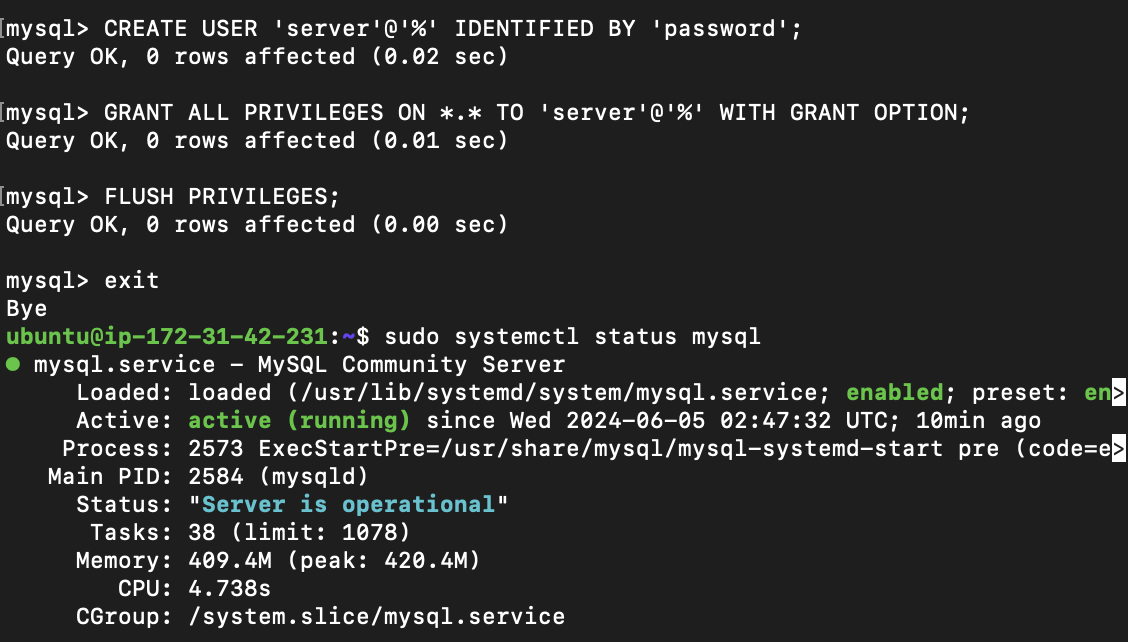 [mysql> CREATE USER 'server'@'%' IDENTIFIED BY 'password';
Query OK, 0 rows affected (0.02 sec)
[mysql> GRANT ALL PRIVILEGES ON *.* TO 'server'@'%' WITH GRANT OPTION;
Query OK, 0 rows affected (0.01 sec)
[mysql> FLUSH PRIVILEGES;
Query OK, 0 rows affected (0.00 sec)
mysql> exit
Bye
ubuntu@ip-172-31-42-231:~$ sudo systemctl status mysql
● mysql.service – MySQL Community Server
Loaded: loaded (/usr/lib/systemd/system/mysql.service; enabled; preset: en>
Active: active (running) since Wed 2024-06-05 02:47:32 UTC; 10min ago
Process: 2573 ExecStartPre=/usr/share/mysql/mysql-systemd-start pre (code=e>
Main PID: 2584 (mysqld)
Status: "Server is operational"
Tasks: 38 (limit: 1078)
Memory: 409.4M (peak: 420.4M)
CPU: 4.738s
CGroup: /system.slice/mysql.service